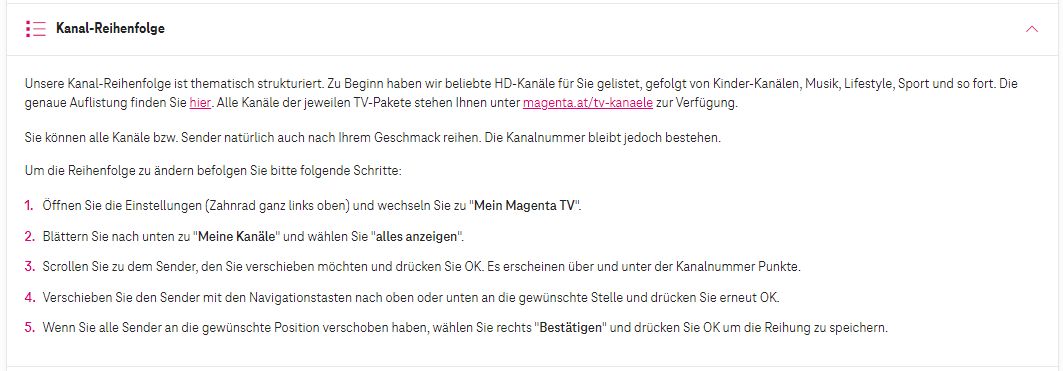 Kanal-Reihenfolge
Unsere Kanal-Reihenfolge ist thematisch strukturiert. Zu Beginn haben wir beliebte HD-Kanäle für Sie gelistet, gefolgt von Kinder-Kanälen, Musik, Lifestyle, Sport und so fort. Die
genaue Auflistung finden Sie hier. Alle Kanäle der jeweilen TV-Pakete stehen Ihnen unter magenta.at/tv-kanaele zur Verfügung.
Sie können alle Kanäle bzw. Sender natürlich auch nach Ihrem Geschmack reihen. Die Kanalnummer bleibt jedoch bestehen.
Um die Reihenfolge zu ändern befolgen Sie bitte folgende Schritte:
1. Öffnen Sie die Einstellungen (Zahnrad ganz links oben) und wechseln Sie zu "Mein Magenta TV".
2. Blättern Sie nach unten zu "Meine Kanäle" und wählen Sie "alles anzeigen".
3. Scrollen Sie zu dem Sender, den Sie verschieben möchten und drücken Sie OK. Es erscheinen über und unter der Kanalnummer Punkte.
4. Verschieben Sie den Sender mit den Navigationstasten nach oben oder unten an die gewünschte Stelle und drücken Sie erneut OK.
5. Wenn Sie alle Sender an die gewünschte Position verschoben haben, wählen Sie rechts "Bestätigen" und drücken Sie OK um die Reihung zu speichern.